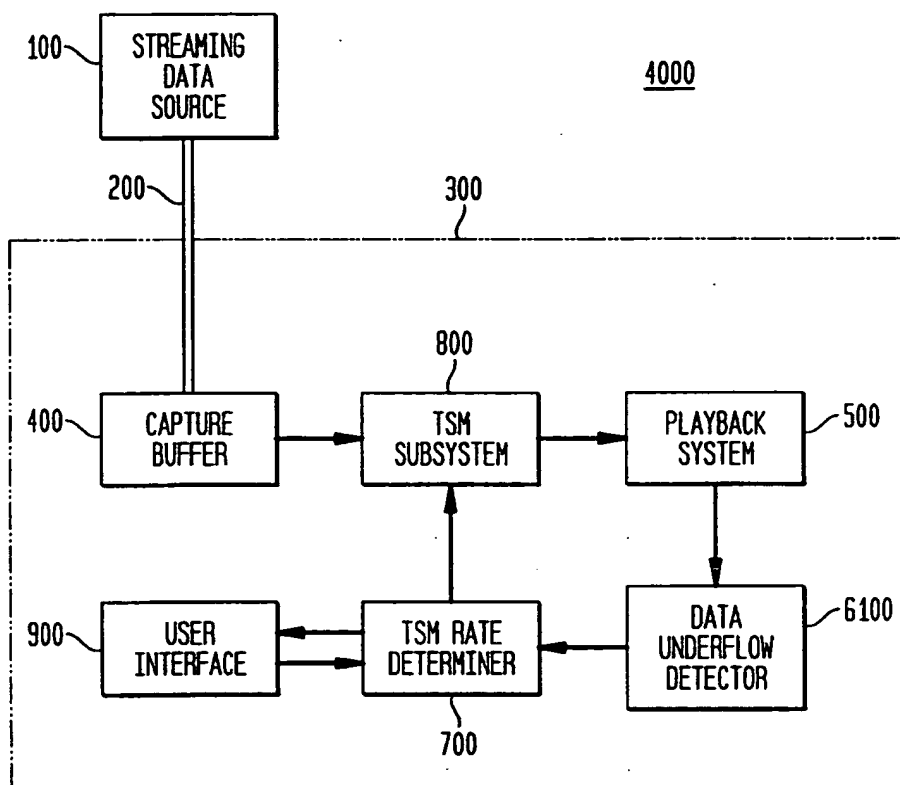 100
STREAMING
DATA
SOURCE
4000
200
300
800
400
CAPTURE
BUFFER
TSM
SUBSYSTEM
PLAYBACK
SYSTEM
500
900
USER
INTERFACE
TSM RATE
DETERMINER
DATA
UNDERFLOW
DETECTOR
6100
700